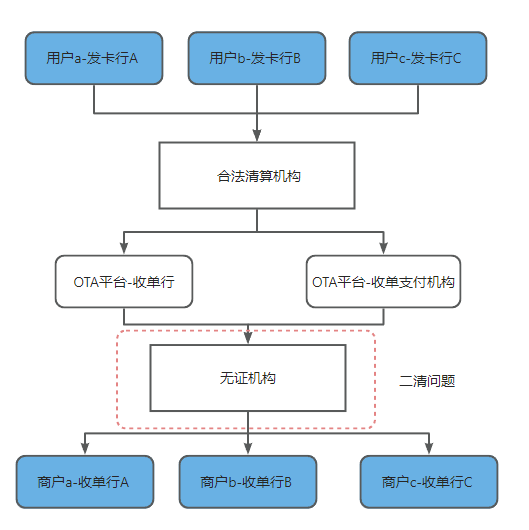 用户a-发卡行A
用户b-发卡行B
用户c-发卡行C
合法清算机构
OTA平台-收单行
OTA平台-收单支付机构
无证机构
二清问题
商户a-收单行A
商户b-收单行B
商户c-收单行C